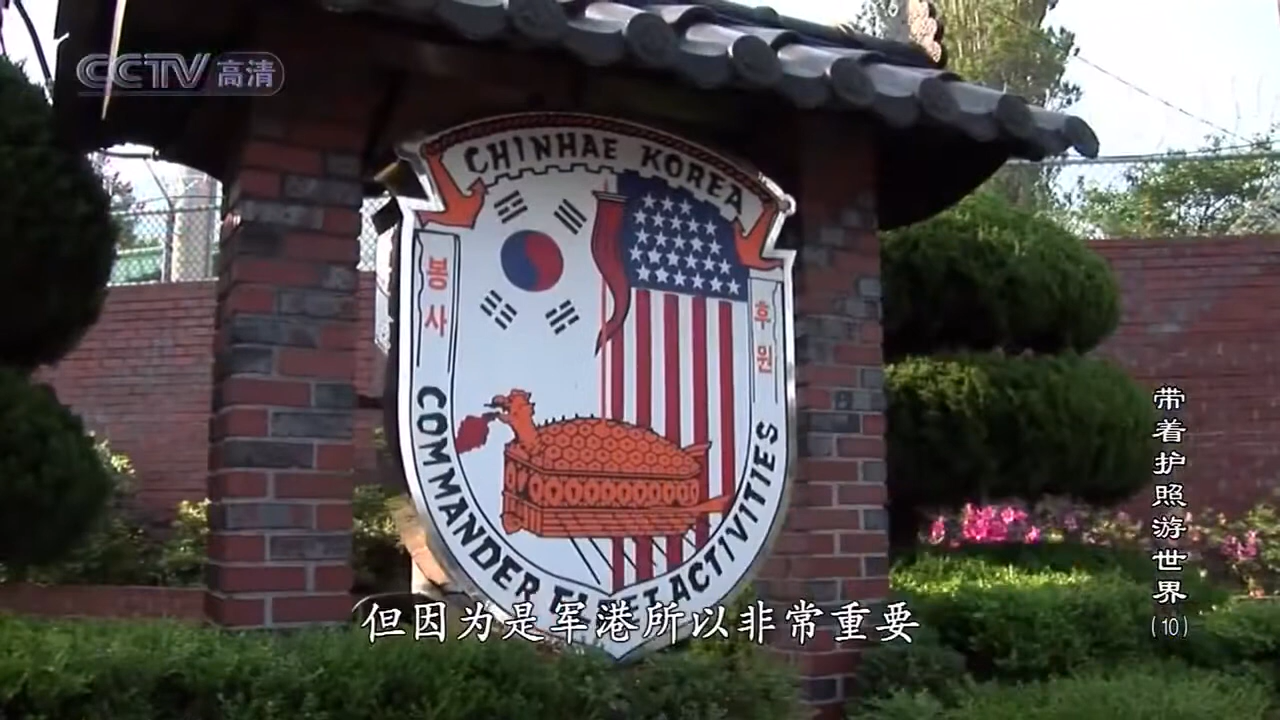 CCTV高清
CHINHAE KOREA
봉사
후원
COMMANDER FLEET ACTIVITIES
但因为是军港所以非常重要
带着护照游世界
(10)